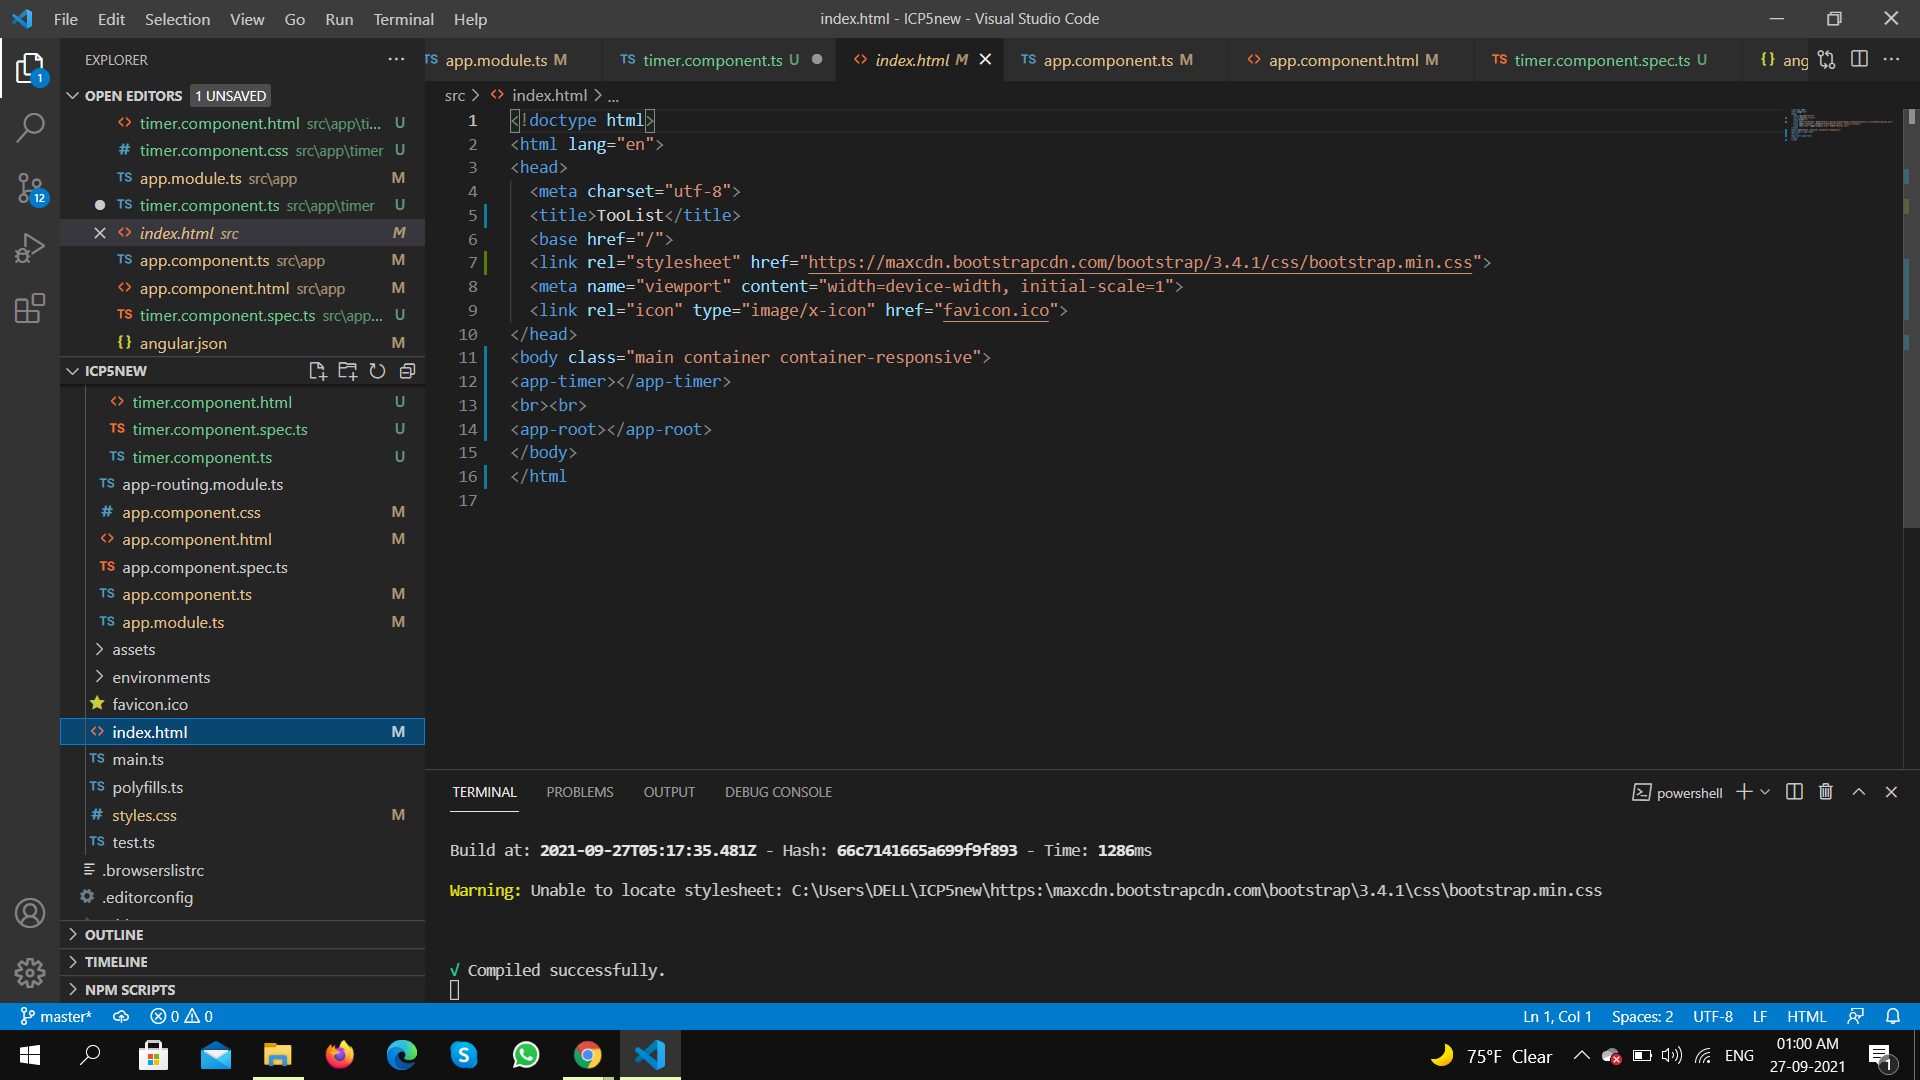 File Edit Selection View Go Run Terminal Help
index.html - ICP5new - Visual Studio Code
EXPLORER
OPEN EDITORS 1 UNSAVED
timer.component.html src\app\ti... U
timer.component.css src\app\timer U
app.module.ts src\app M
timer.component.ts src\app\timer U
index.html src M
app.component.ts src\app M
app.component.html src\app M
timer.component.spec.ts src\app... U
{} angular.json M
ICP5NEW
timer.component.html U
timer.component.spec.ts U
timer.component.ts U
app-routing.module.ts
app.component.css M
app.component.html M
app.component.spec.ts
app.component.ts M
app.module.ts M
assets
environments
favicon.ico
index.html M
main.ts
polyfills.ts
styles.css M
test.ts
.browserslistrc
.editorconfig
OUTLINE
TIMELINE
NPM SCRIPTS
TS app.module.ts M
TS timer.component.ts U
<> index.html M
TS app.component.ts M
<> app.component.html M
TS timer.component.spec.ts U
{} ang
src > <> index.html > ...
1 <!doctype html>
2 <html lang="en">
3 <head>
4 <meta charset="utf-8">
5 <title>TooList</title>
6 <base href="/">
7 <link rel="stylesheet" href="https://maxcdn.bootstrapcdn.com/bootstrap/3.4.1/css/bootstrap.min.css">
8 <meta name="viewport" content="width=device-width, initial-scale=1">
9 <link rel="icon" type="image/x-icon" href="favicon.ico">
10 </head>
11 <body class="main container container-responsive">
12 <app-timer></app-timer>
13 <br><br>
14 <app-root></app-root>
15 </body>
16 </html
17
TERMINAL PROBLEMS OUTPUT DEBUG CONSOLE
powershell
Build at: 2021-09-27T05:17:35.481Z - Hash: 66c7141665a699f9f893 - Time: 1286ms
Warning: Unable to locate stylesheet: C:\Users\DELL\ICP5new\https:\maxcdn.bootstrapcdn.com\bootstrap\3.4.1\css\bootstrap.min.css
√ Compiled successfully.
master* 0 0
Ln 1, Col 1 Spaces: 2 UTF-8 LF HTML
75°F Clear
ENG
01:00 AM
27-09-2021
1
1
12